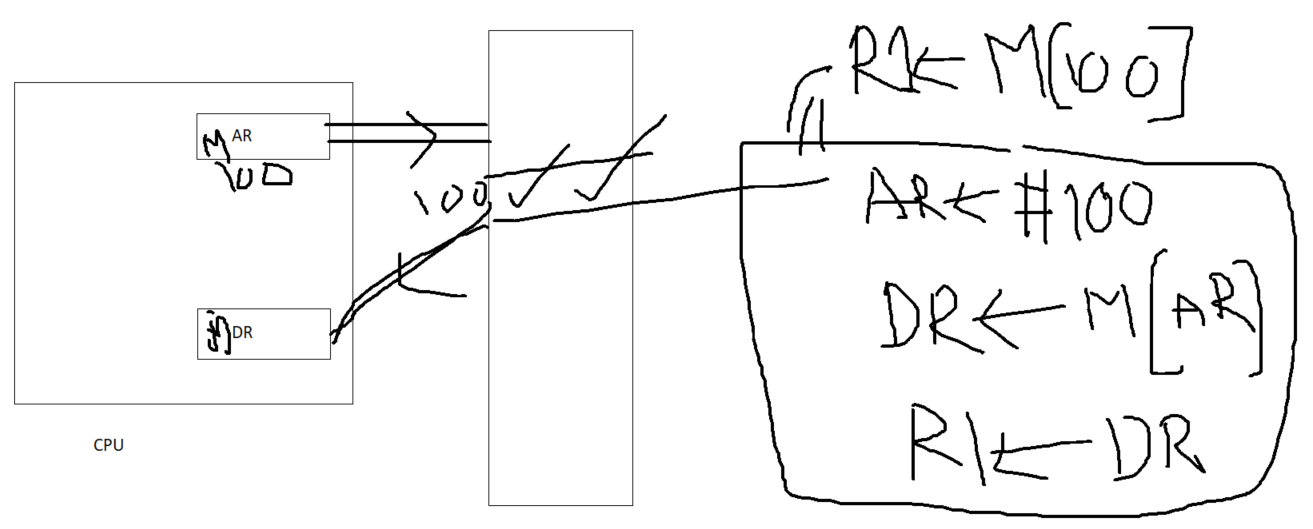 R1← M[100]
AR
M
100
100
AR← #100
DR← M[AR]
DR
R1← DR
CPU